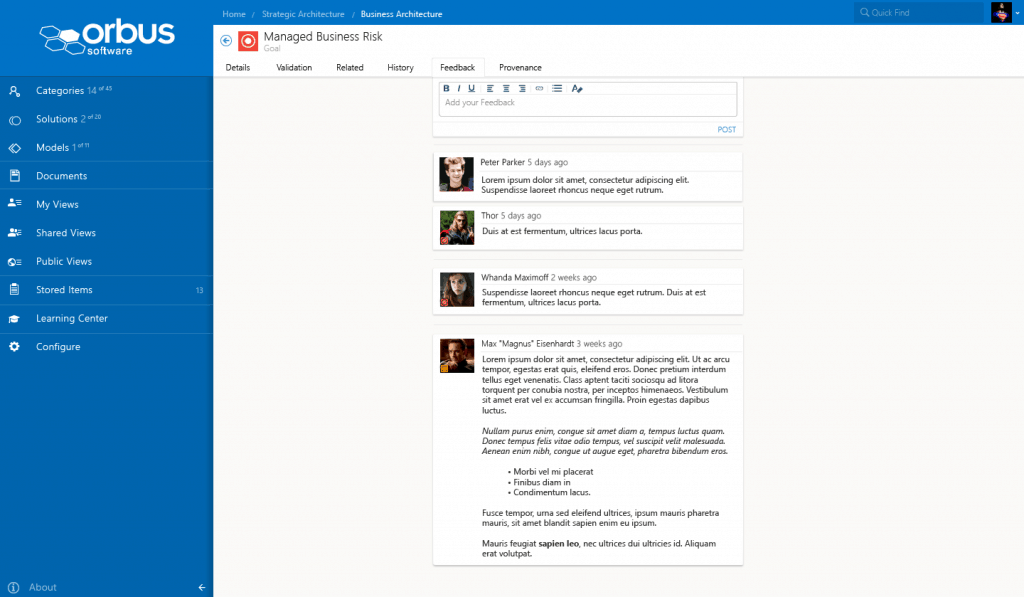 orbus
software
Categories 14 of 45
Solutions 2 of 28
Models 1 of 11
Documents
My Views
Shared Views
Public Views
Stored Items 13
Learning Center
Configure
About
Home / Strategic Architecture / Business Architecture
Quick Find
Managed Business Risk
Goal
Details Validation Related History Feedback Provenance
B I U
Add your Feedback
POST
Peter Parker 5 days ago
Lorem ipsum dolor sit amet, consectetur adipiscing elit.
Suspendisse laoreet rhoncus neque eget rutrum.
Thor 5 days ago
Duis at est fermentum, ultrices lacus porta.
Whanda Maximoff 2 weeks ago
Suspendisse laoreet rhoncus neque eget rutrum. Duis at est
fermentum, ultrices lacus porta.
Max "Magnus" Eisenhardt 3 weeks ago
Lorem ipsum dolor sit amet, consectetur adipiscing elit. Ut ac arcu
tempor, egestas erat quis, eleifend eros. Donec pretium interdum
tellus eget venenatis. Class aptent taciti sociosqu ad litora
torquent per conubia nostra, per inceptos himenaeos. Vestibulum
sit amet erat vel ex accumsan fringilla. Proin egestas dapibus
luctus.
Nullam purus enim, congue sit amet diam a, tempus luctus quam.
Donec tempus felis vitae odio tempus, vel suscipit velit malesuada.
Aenean enim nibh, congue ut augue eget, pharetra bibendum eros.
• Morbi vel mi placerat
• Finibus diam in
• Condimentum lacus.
Fusce tempor, urna sed eleifend ultrices, ipsum mauris pharetra
mauris, sit amet blandit sapien enim eu ipsum.
Mauris feugiat sapien leo, nec ultrices dui ultricies id. Aliquam
erat volutpat.